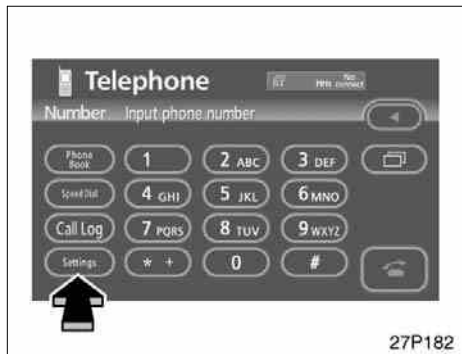 Telephone
No
connect
Number Input phone number
Phone
Book
1
2 ABC
3 DEF
Speed Dial
4 GHI
5 JKL
6 MNO
Call Log
7 PQRS
8 TUV
9 WXYZ
Settings
* +
0
#
27P182